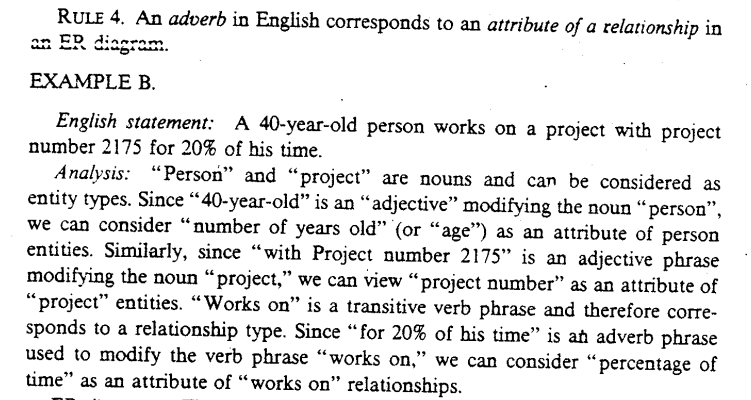 RULE 4. An adverb in English corresponds to an attribute of a relationship in
an ER diagram.
EXAMPLE B.
English statement: A 40-year-old person works on a project with project
number 2175 for 20% of his time.
Analysis: “Person” and “project” are nouns and can be considered as
entity types. Since “40-year-old” is an “adjective” modifying the noun “person”,
we can consider “number of years old” (or “age”) as an attribute of person
entities. Similarly, since “with Project number 2175” is an adjective phrase
modifying the noun “project,” we can view “project number” as an attribute of
“project” entities. “Works on” is a transitive verb phrase and therefore corre-
sponds to a relationship type. Since “for 20% of his time” is an adverb phrase
used to modify the verb phrase “works on,” we can consider “percentage of
time” as an attribute of “works on” relationships.